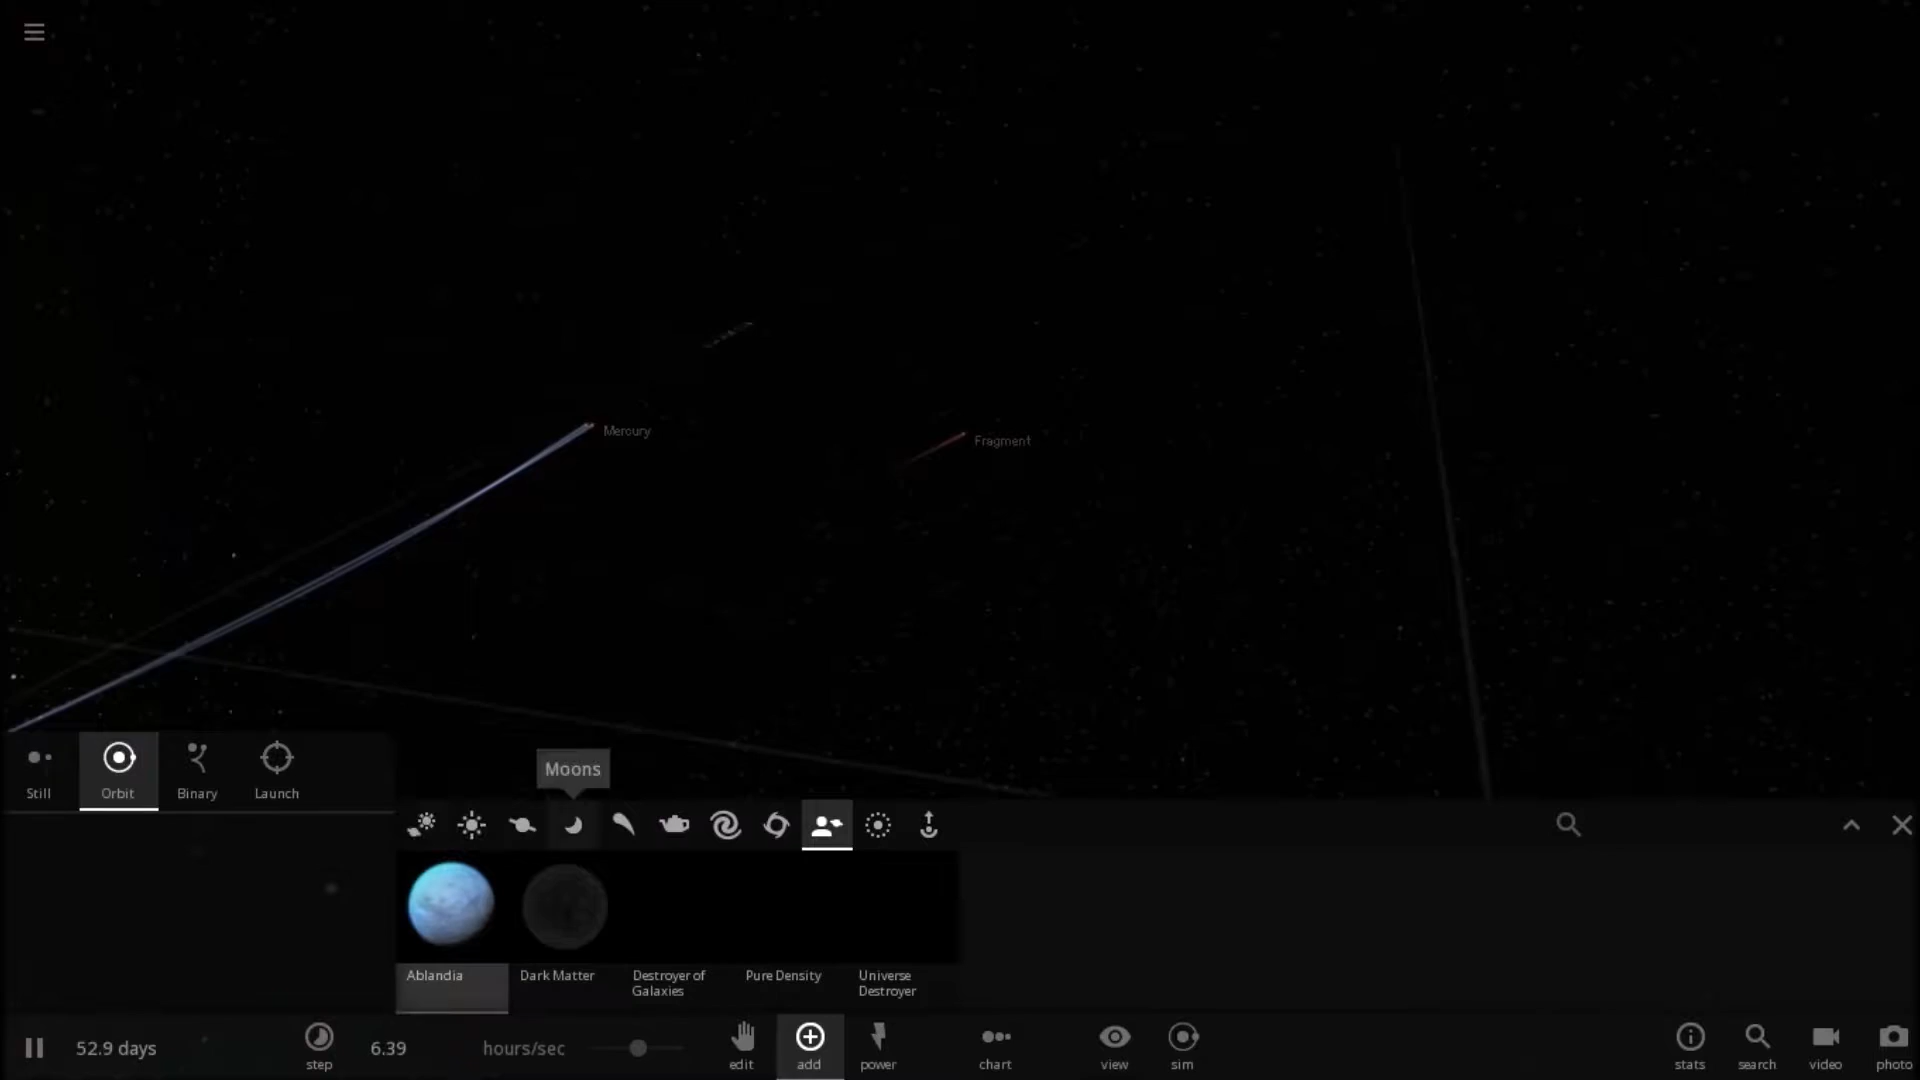 Mercury
Fragment
Moons
Still
Orbit
Binary
Launch
Ablandia
Dark Matter
Destroyer of
Galaxies
Pure Density
Universe
Destroyer
52.9 days
step
6.39
hours/sec
edit
add
power
chart
view
sim
stats
search
video
photo